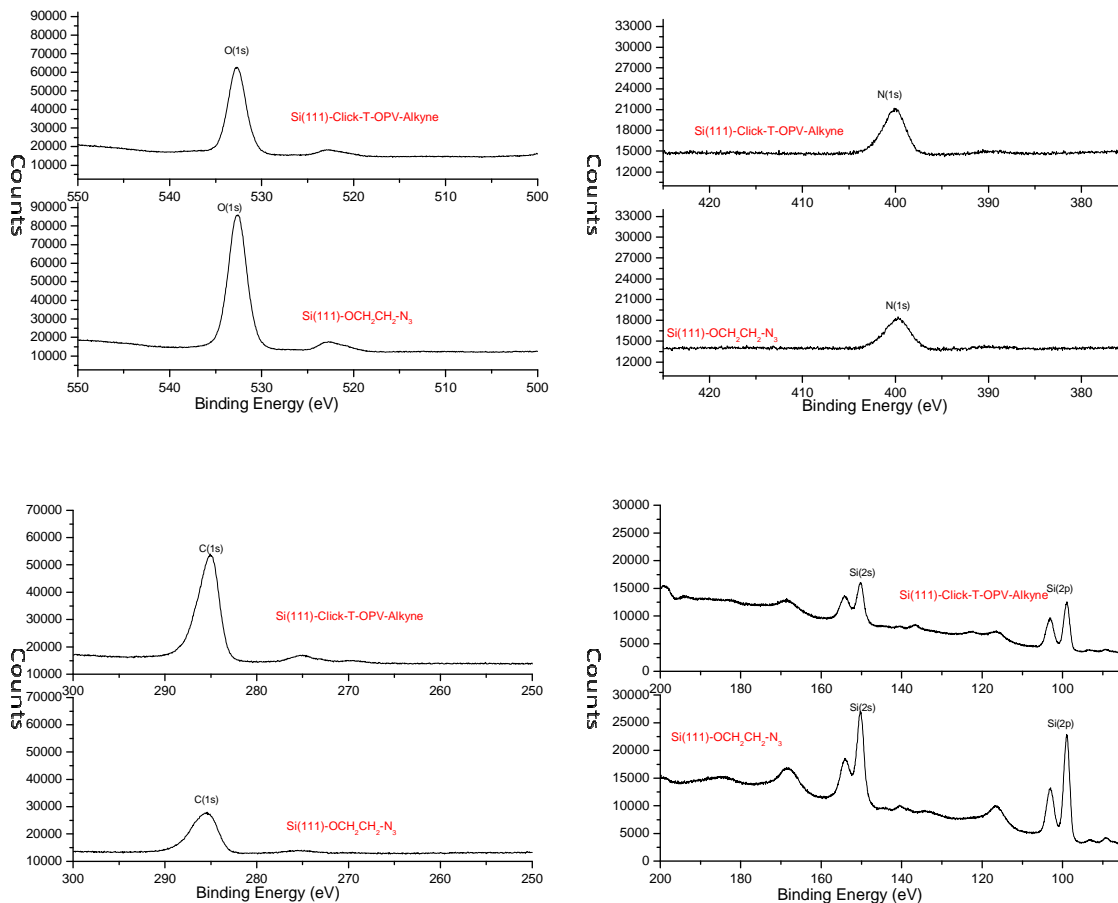 90000
80000
70000
60000
50000
40000
30000
20000
10000
O(1s)
Si(111)-Click-T-OPV-Alkyne
550 540 530 520 510 500
Counts
90000
80000
70000
60000
50000
40000
30000
20000
10000
O(1s)
Si(111)-OCH2CH2-N3
550 540 530 520 510 500
Binding Energy (eV)
33000
30000
27000
24000
21000
18000
15000
12000
N(1s)
Si(111)-Click-T-OPV-Alkyne
420 410 400 390 380
Counts
33000
30000
27000
24000
21000
18000
15000
12000
N(1s)
Si(111)-OCH2CH2-N3
420 410 400 390 380
Binding Energy (eV)
70000
60000
50000
40000
30000
20000
10000
C(1s)
Si(111)-Click-T-OPV-Alkyne
300 290 280 270 260 250
Counts
70000
60000
50000
40000
30000
20000
10000
C(1s)
Si(111)-OCH2CH2-N3
300 290 280 270 260 250
Binding Energy (eV)
30000
25000
20000
15000
10000
5000
0
Si(2s)
Si(2p)
Si(111)-Click-T-OPV-Alkyne
200 180 160 140 120 100
Counts
30000
25000
20000
15000
10000
5000
0
Si(2s)
Si(2p)
Si(111)-OCH2CH2-N3
200 180 160 140 120 100
Binding Energy (eV)